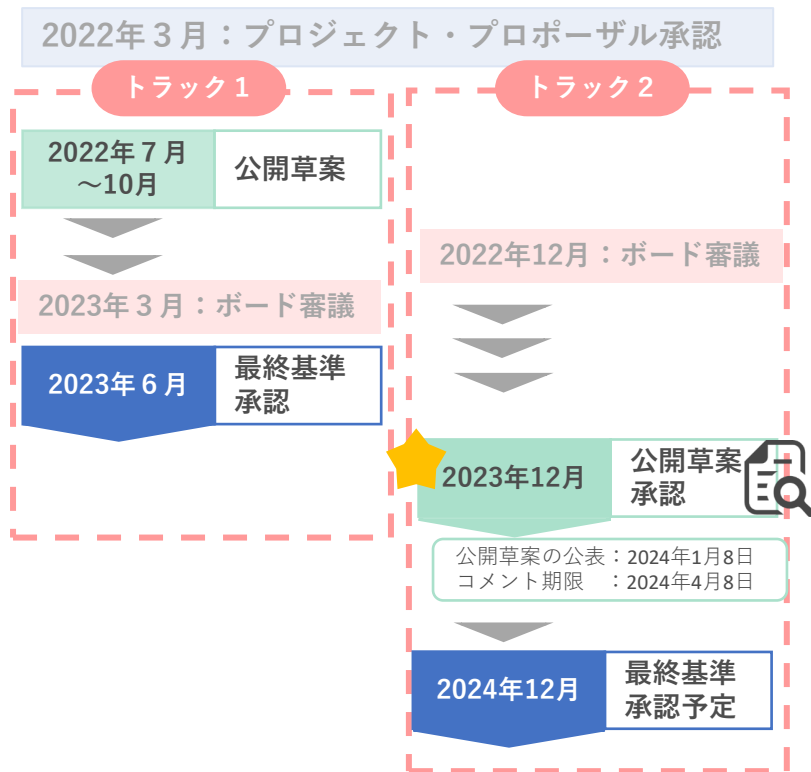 2022年３月：プロジェクト・プロポーザル承認
トラック１
2022年７月
～10月
公開草案
2023年３月：ボード審議
2023年６月
最終基準
承認
トラック２
2022年12月：ボード審議
2023年12月
公開草案
承認
公開草案の公表：2024年1月8日
コメント期限　：2024年4月8日
2024年12月
最終基準
承認予定